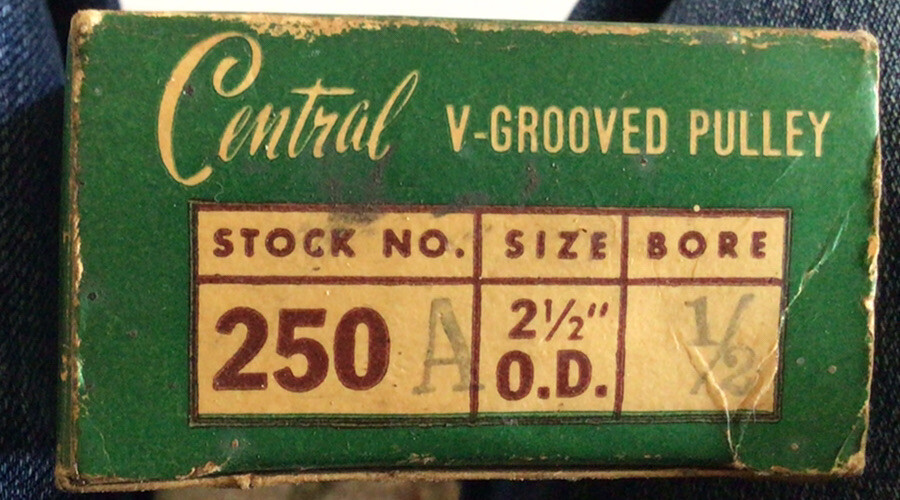 Central V-GROOVED PULLEY
STOCK NO. SIZE BORE
250 A 2½" O.D. ½